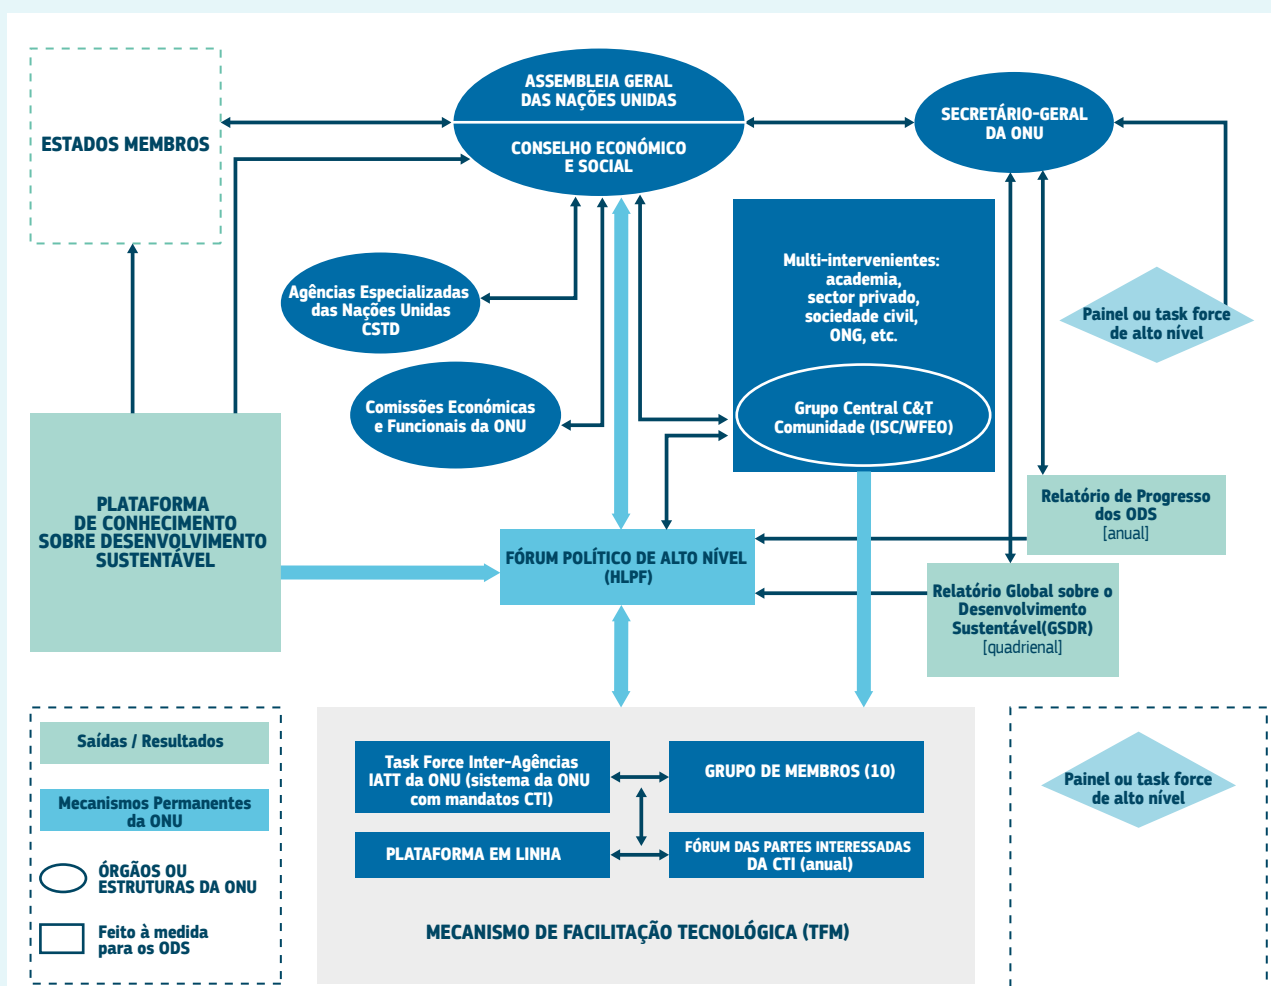 ESTADOS MEMBROS
ASSEMBLEIA GERAL
DAS NAÇÕES UNIDAS
CONSELHO ECONÓMICO
E SOCIAL
SECRETÁRIO-GERAL
DA ONU
Agências Especializadas
das Nações Unidas
CSTD
Comissões Económicas
e Funcionais da ONU
Multi-intervenientes:
academia,
sector privado,
sociedade civil,
ONG, etc.
Grupo Central C&T
Comunidade (ISC/WFEO)
Painel ou task force
de alto nível
PLATAFORMA
DE CONHECIMENTO
SOBRE DESENVOLVIMENTO
SUSTENTÁVEL
FÓRUM POLÍTICO DE ALTO NÍVEL
(HLPF)
Relatório de Progresso
dos ODS
[anual]
Relatório Global sobre o
Desenvolvimento
Sustentável(GSDR)
[quadrienal]
Saídas / Resultados
Mecanismos Permanentes
da ONU
ÓRGÃOS OU
ESTRUTURAS DA ONU
Feito à medida
para os ODS
Task Force Inter-Agências
IATT da ONU (sistema da ONU
com mandatos CTI)
GRUPO DE MEMBROS (10)
PLATAFORMA EM LINHA
FÓRUM DAS PARTES INTERESSADAS
DA CTI (anual)
MECANISMO DE FACILITAÇÃO TECNOLÓGICA (TFM)
Painel ou task force
de alto nível